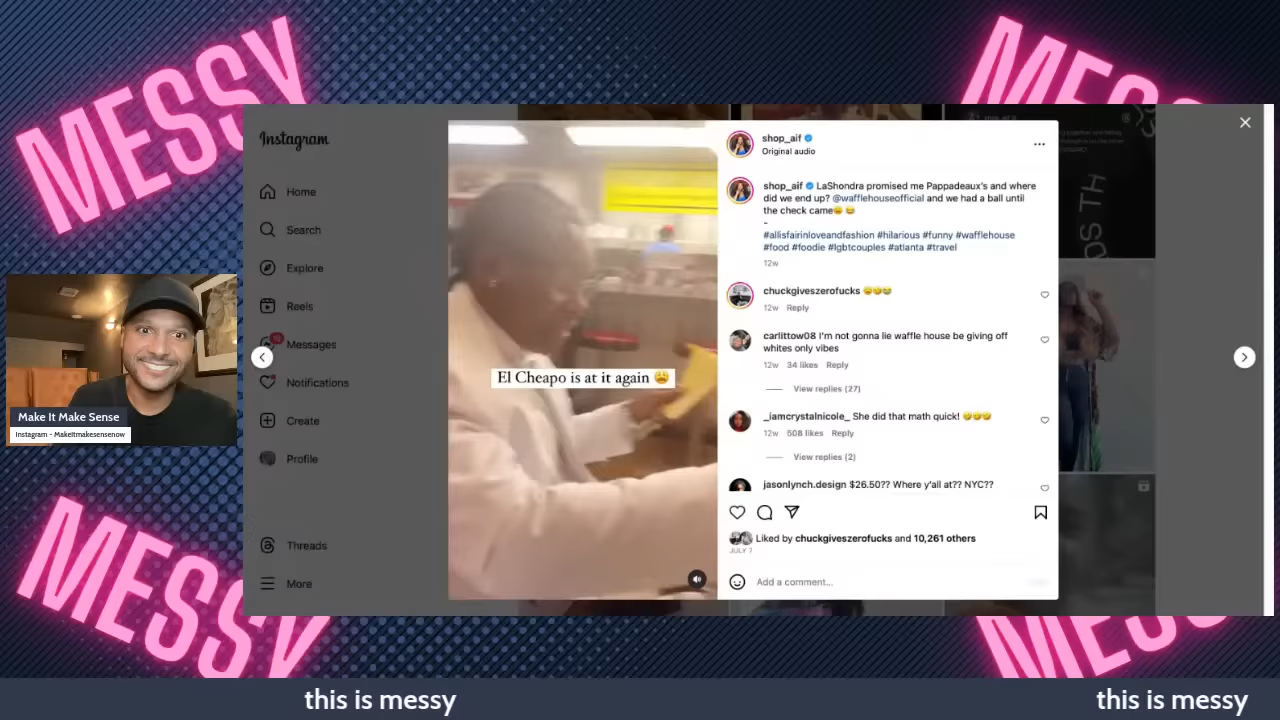 MESSY
MESSY
Instagram
Home
Search
Explore
Reels
Messages
Notifications
Create
Profile
Threads
More
shop_aif
Original audio
shop_aif LaShondra promised me Pappadeaux's and where
did we end up? @wafflehouseofficial and we had a ball until
the check came😩 😂
-
#allisfairinloveandfashion #hilarious #funny #wafflehouse
#food #foodie #lgbtcouples #atlanta #travel
12w
chuckgiveszerofucks 😩🤣😂
12w Reply
carlittow08 I'm not gonna lie waffle house be giving off
whites only vibes
12w 34 likes Reply
View replies (27)
_iamcrystalnicole_ She did that math quick! 🤣🤣🤣
12w 508 likes Reply
View replies (2)
jasonlynch.design $26.50?? Where y'all at?? NYC??
Liked by chuckgiveszerofucks and 10,261 others
JULY 7
Add a comment...
El Cheapo is at it again 😩
Make It Make Sense
Instagram - MakeItmakesensenow
MESSY
MESSY
this is messy
this is messy